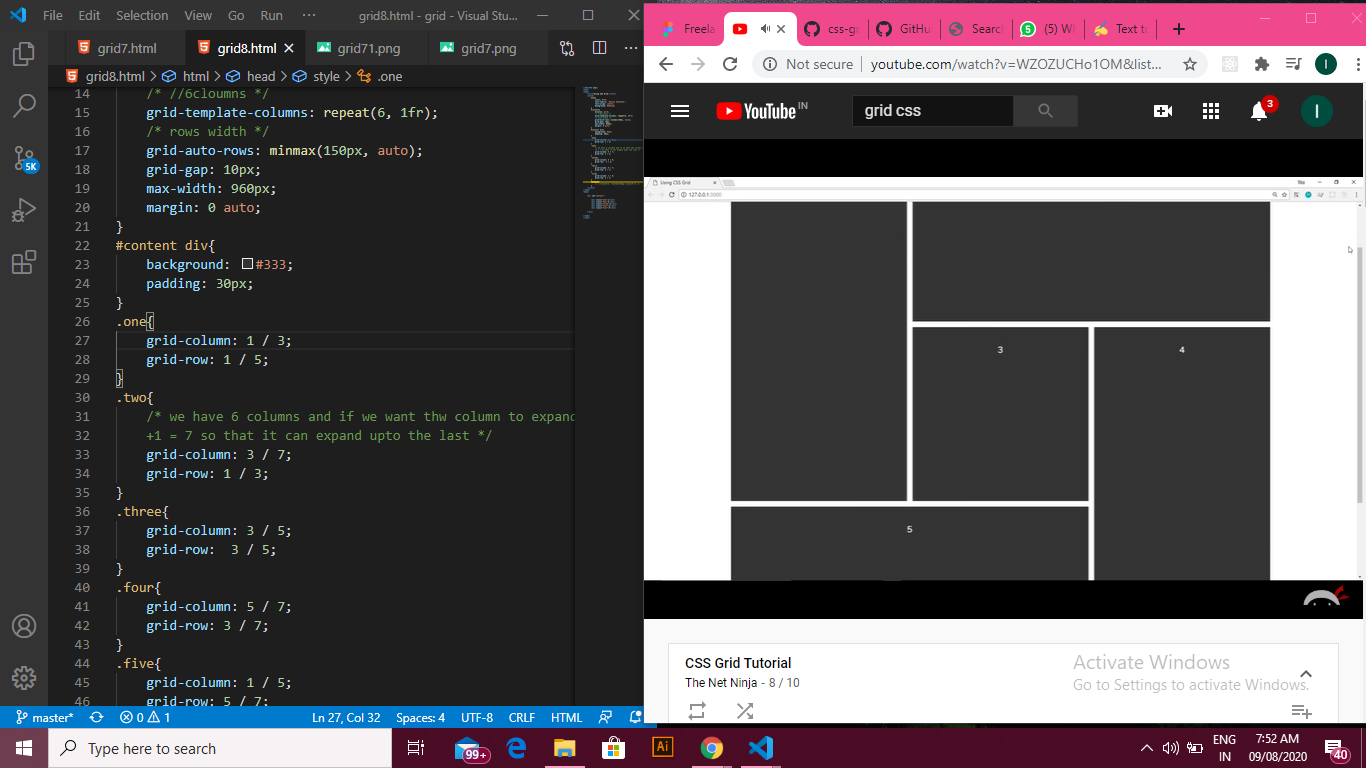 File Edit Selection View Go Run ··· grid8.html - grid - Visual Stu...
grid7.html grid8.html grid71.png grid7.png ···
grid8.html > html > head > style > .one
14 /* //6cloumns */
15 grid-template-columns: repeat(6, 1fr);
16 /* rows width */
17 grid-auto-rows: minmax(150px, auto);
18 grid-gap: 10px;
19 max-width: 960px;
20 margin: 0 auto;
21 }
22 #content div{
23 background: #333;
24 padding: 30px;
25 }
26 .one{
27 grid-column: 1 / 3;
28 grid-row: 1 / 5;
29 }
30 .two{
31 /* we have 6 columns and if we want thw column to expand
32 +1 = 7 so that it can expand upto the last */
33 grid-column: 3 / 7;
34 grid-row: 1 / 3;
35 }
36 .three{
37 grid-column: 3 / 5;
38 grid-row:  3 / 5;
39 }
40 .four{
41 grid-column: 5 / 7;
42 grid-row: 3 / 7;
43 }
44 .five{
45 grid-column: 1 / 5;
46 grid-row: 5 / 7;
5K
master* 0 1 Ln 27, Col 32 Spaces: 4 UTF-8 CRLF HTML
Freela css-gr GitHu Searc (5) W Text to
5
Not secure | youtube.com/watch?v=WZOZUCHo1OM&list... I
YouTube IN grid css 3 I
Using CSS Grid
127.0.0.1:3000
3 4
5
CSS Grid Tutorial
The Net Ninja - 8 / 10
Activate Windows
Go to Settings to activate Windows.
Type here to search 99+ Ai ENG IN 7:52 AM 09/08/2020 40